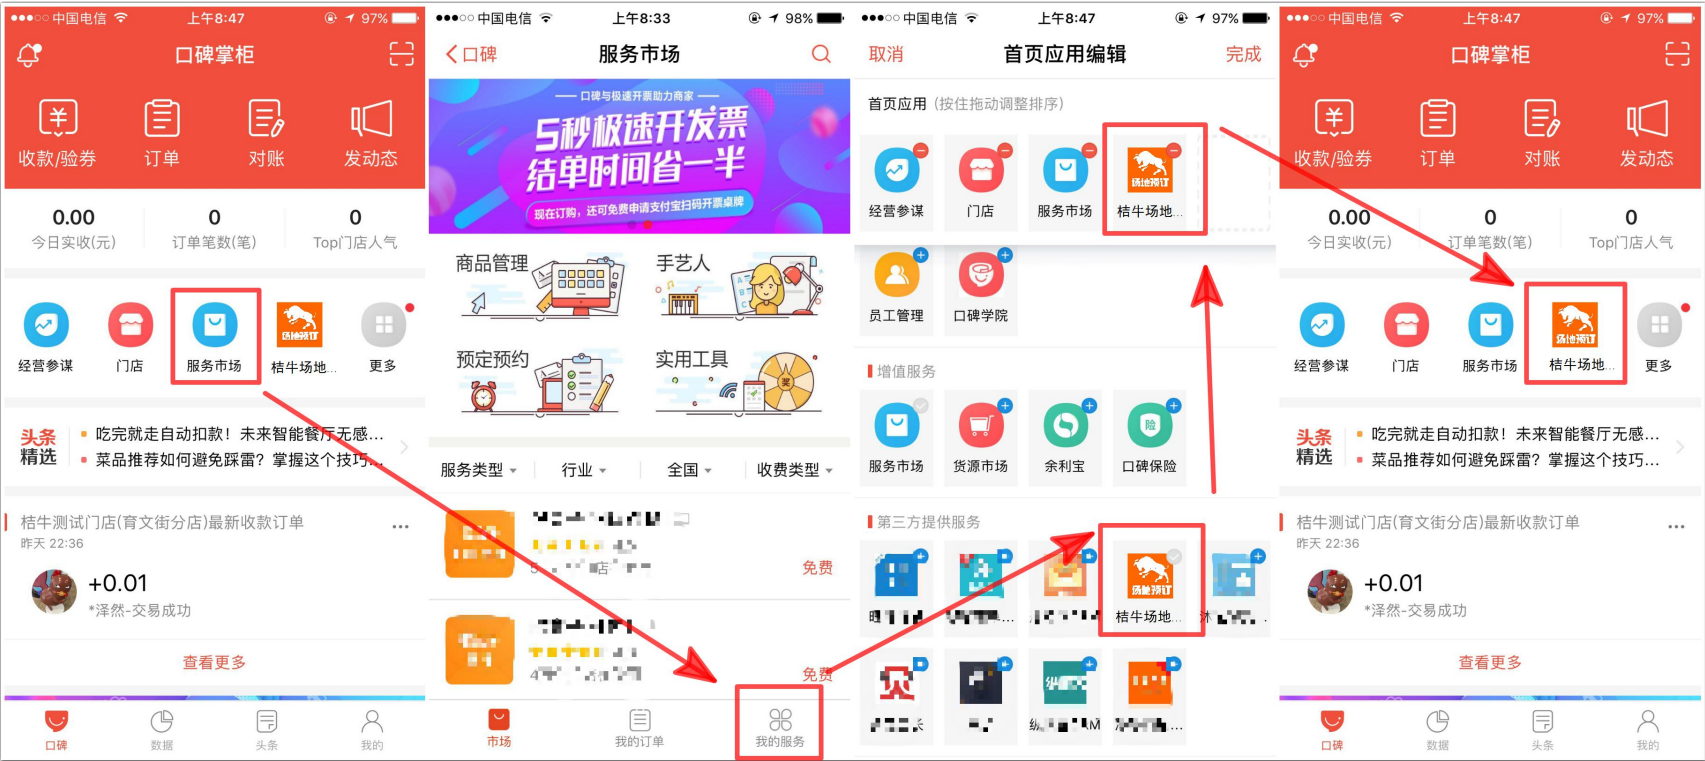 中国电信
上午8:47
97%
口碑掌柜
收款/验券
订单
对账
发动态
0.00
0
0
今日实收(元)
订单笔数(笔)
Top门店人气
经营参谋
门店
服务市场
场地预订
桔牛场地...
更多
头条
精选
吃完就走自动扣款！未来智能餐厅无感...
菜品推荐如何避免踩雷？掌握这个技巧...
桔牛测试门店(育文街分店)最新收款订单
昨天 22:36
+0.01
*泽然-交易成功
查看更多
口碑
数据
头条
我的
中国电信
上午8:33
98%
口碑
服务市场
口碑与极速开票助力商家
5秒极速开发票
结单时间省一半
现在订购，还可免费申请支付宝扫码开票桌牌
商品管理
手艺人
预定预约
实用工具
奖
服务类型
行业
全国
收费类型
店
免费
免费
市场
我的订单
我的服务
中国电信
上午8:47
97%
取消
首页应用编辑
完成
首页应用 (按住拖动调整排序)
经营参谋
门店
服务市场
场地预订
桔牛场地...
员工管理
口碑学院
增值服务
服务市场
货源市场
余利宝
险
口碑保险
第三方提供服务
场地预订
桔牛场地...
中国电信
上午8:47
97%
口碑掌柜
收款/验券
订单
对账
发动态
0.00
0
0
今日实收(元)
订单笔数(笔)
Top门店人气
经营参谋
门店
服务市场
场地预订
桔牛场地...
更多
头条
精选
吃完就走自动扣款！未来智能餐厅无感...
菜品推荐如何避免踩雷？掌握这个技巧...
桔牛测试门店(育文街分店)最新收款订单
昨天 22:36
+0.01
*泽然-交易成功
查看更多
口碑
数据
头条
我的